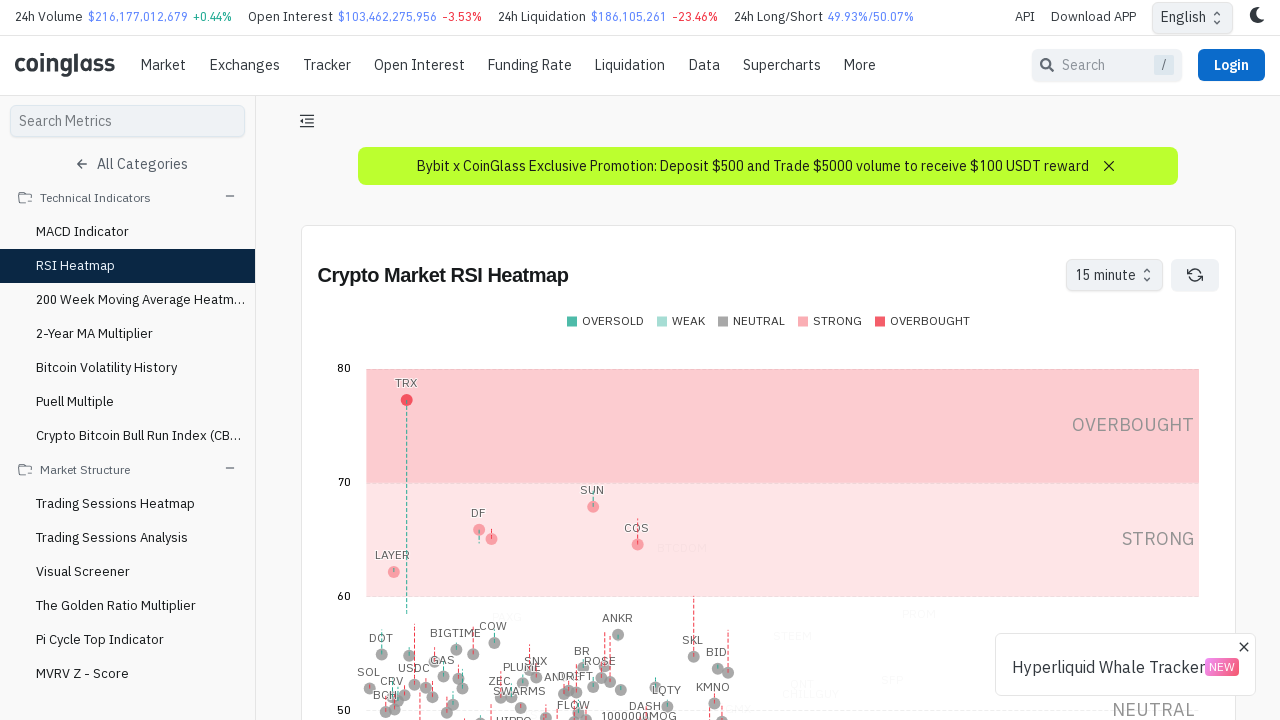 24h Volume $216,177,012,679 +0.44% Open Interest $103,462,275,956 -3.53% 24h Liquidation $186,105,261 -23.46% 24h Long/Short 49.93%/50.07% API Download APP English
coinglass Market Exchanges Tracker Open Interest Funding Rate Liquidation Data Supercharts More Search / Login
Search Metrics
All Categories
Technical Indicators
MACD Indicator
RSI Heatmap
200 Week Moving Average Heatm...
2-Year MA Multiplier
Bitcoin Volatility History
Puell Multiple
Crypto Bitcoin Bull Run Index (CB...
Market Structure
Trading Sessions Heatmap
Trading Sessions Analysis
Visual Screener
The Golden Ratio Multiplier
Pi Cycle Top Indicator
MVRV Z - Score
Bybit x CoinGlass Exclusive Promotion: Deposit $500 and Trade $5000 volume to receive $100 USDT reward
Crypto Market RSI Heatmap 15 minute
OVERSOLD WEAK NEUTRAL STRONG OVERBOUGHT
80
TRX
OVERBOUGHT
70
SUN
DF
COS
STRONG
LAYER
60
ANKR
COW
BIGTIME
DOT
SKL
BR
BID
SNX
ROSE
GAS
PLUME
USDC
SOL
DRIFT
CRV
ZEC
KMNO
SWARMS
LQTY
BCH
FLOW
DASH
50
NEUTRAL
1000000MOG
HIPPO
Hyperliquid Whale Tracker NEW